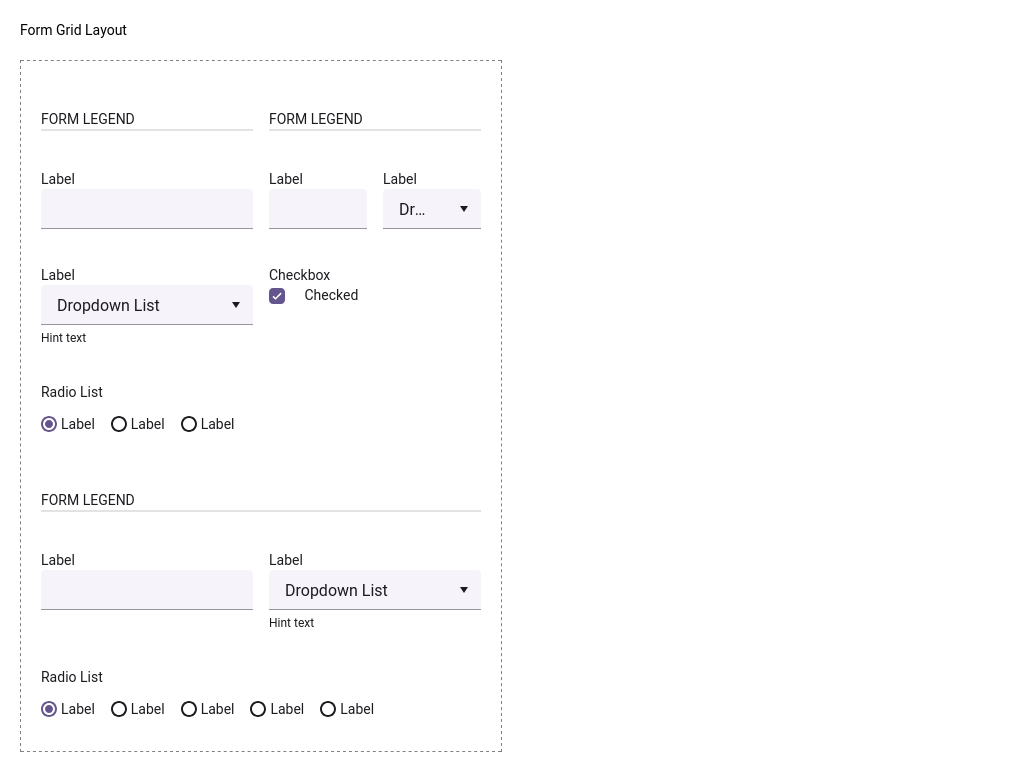 Form Grid Layout
FORM LEGEND
FORM LEGEND
Label
Label
Label
Dr...
Label
Dropdown List
Hint text
Checkbox
Checked
Radio List
Label
Label
Label
FORM LEGEND
Label
Label
Dropdown List
Hint text
Radio List
Label
Label
Label
Label
Label